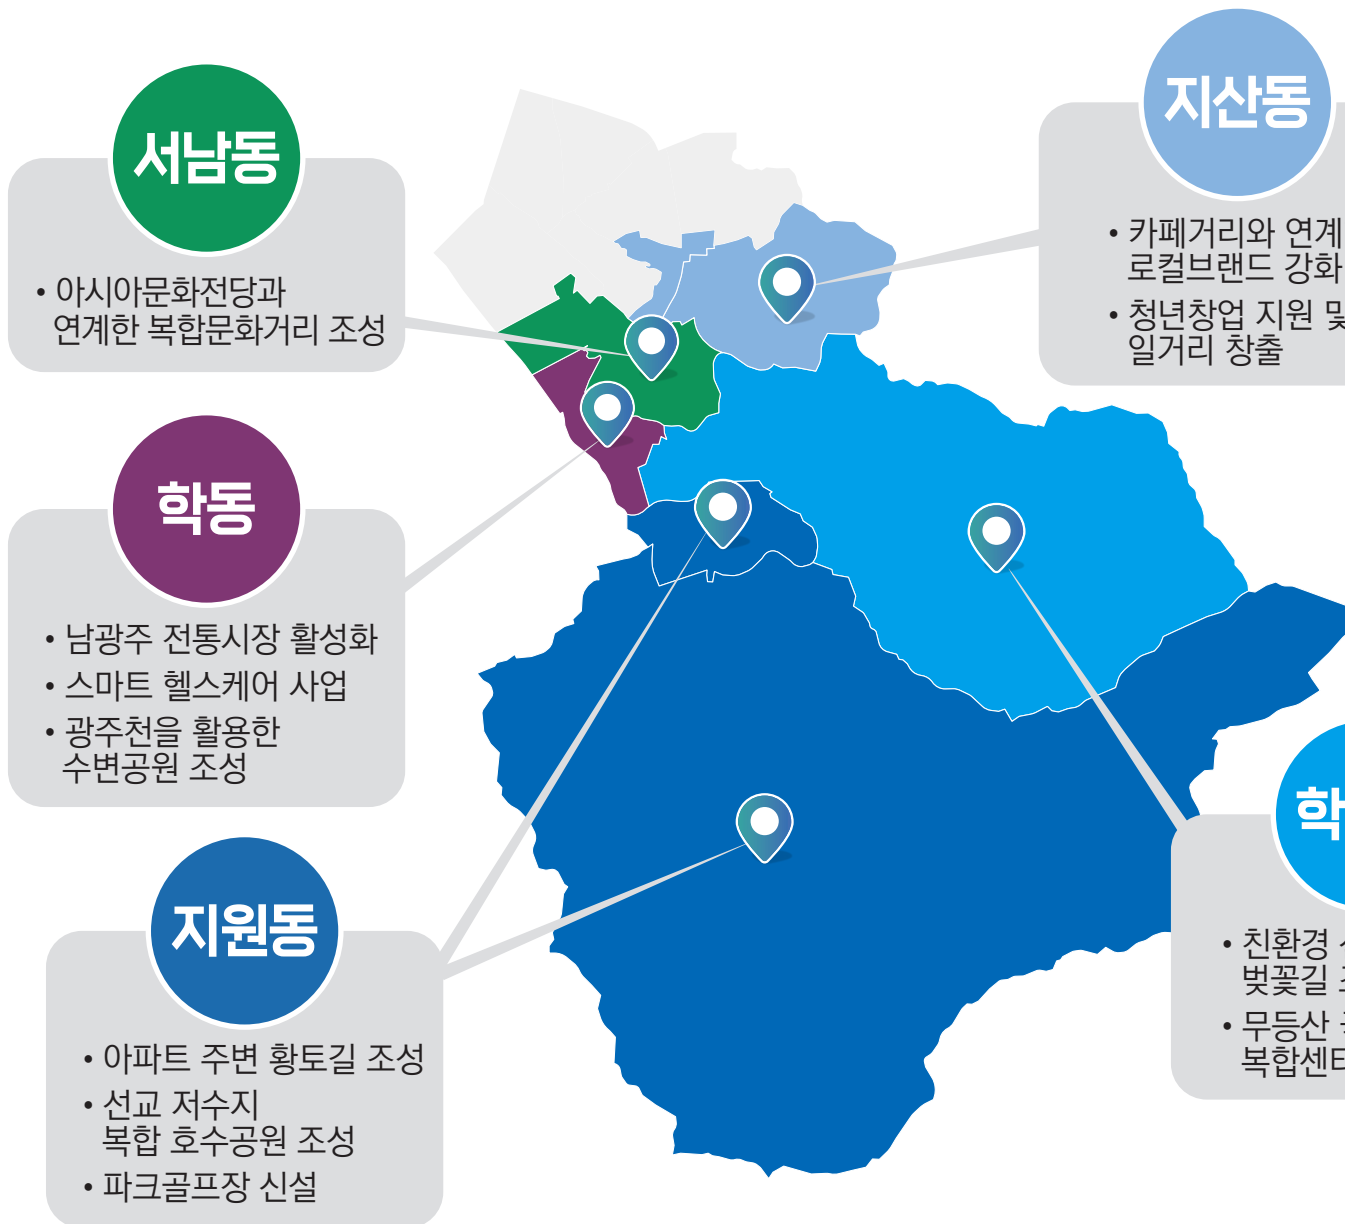 서남동
• 아시아문화전당과
연계한 복합문화거리 조성
지산동
• 카페거리와 연계
로컬브랜드 강화
• 청년창업 지원 및
일거리 창출
학동
• 남광주 전통시장 활성화
• 스마트 헬스케어 사업
• 광주천을 활용한
수변공원 조성
지원동
• 아파트 주변 황토길 조성
• 선교 저수지
복합 호수공원 조성
• 파크골프장 신설
학
• 친환경
벚꽃길
• 무등산
복합센터